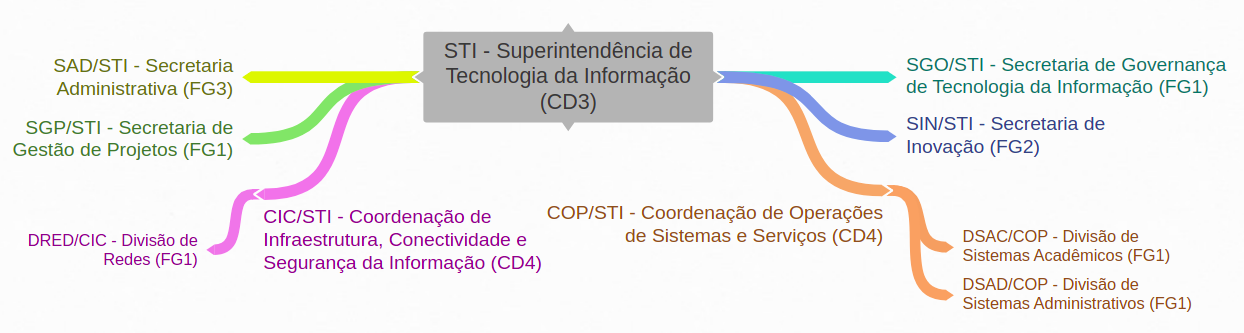 STI - Superintendência de
Tecnologia da Informação
(CD3)
SAD/STI - Secretaria
Administrativa (FG3)
SGP/STI - Secretaria de
Gestão de Projetos (FG1)
CIC/STI - Coordenação de
Infraestrutura, Conectividade e
Segurança da Informação (CD4)
DRED/CIC - Divisão de
Redes (FG1)
SGO/STI - Secretaria de Governança
de Tecnologia da Informação (FG1)
SIN/STI - Secretaria de
Inovação (FG2)
COP/STI - Coordenação de Operações
de Sistemas e Serviços (CD4)
DSAC/COP - Divisão de
Sistemas Acadêmicos (FG1)
DSAD/COP - Divisão de
Sistemas Administrativos (FG1)